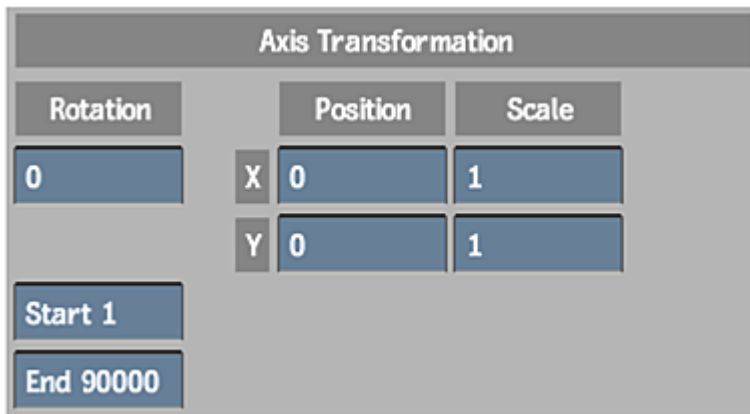 Axis Transformation
Rotation Position Scale
0 X 0 1
Y 0 1
Start 1
End 90000